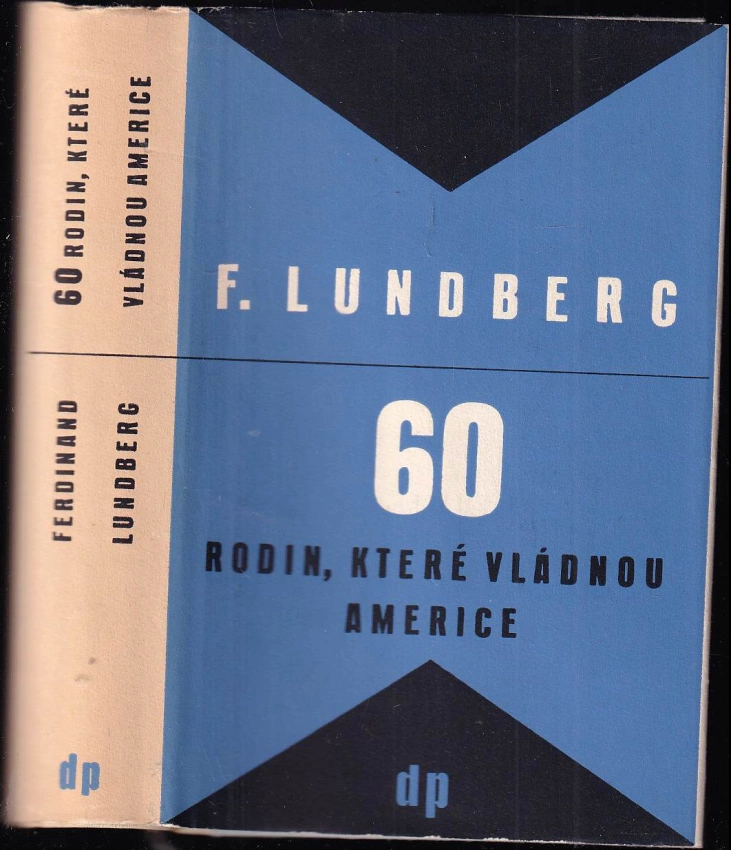 60 RODIN, KTERÉ
VLÁDNOU AMERICE
FERDINAND
LUNDBERG
dp
F. LUNDBERG
60
RODIN, KTERÉ VLÁDNOU
AMERICE
dp